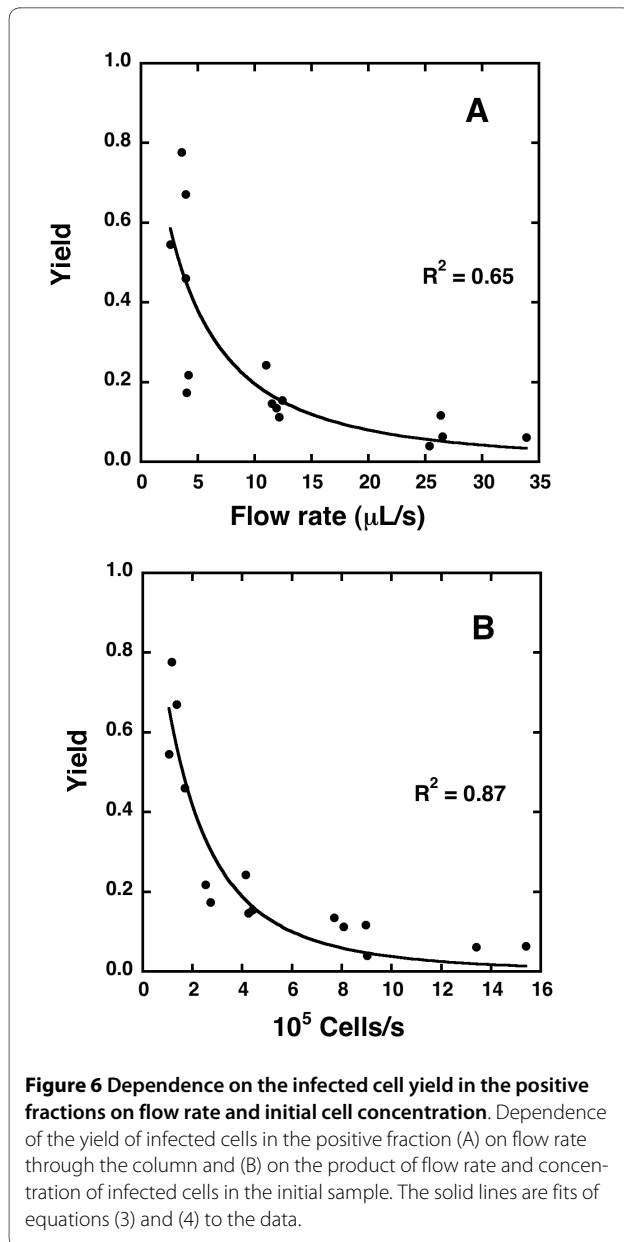 1.0
A
0.8
0.6
Yield
R² = 0.65
0.4
0.2
0.0
0 5 10 15 20 25 30 35
Flow rate (μL/s)
1.0
B
0.8
0.6
Yield
R² = 0.87
0.4
0.2
0.0
0 2 4 6 8 10 12 14 16
10⁵ Cells/s
Figure 6 Dependence on the infected cell yield in the positive
fractions on flow rate and initial cell concentration. Dependence
of the yield of infected cells in the positive fraction (A) on flow rate
through the column and (B) on the product of flow rate and concen-
tration of infected cells in the initial sample. The solid lines are fits of
equations (3) and (4) to the data.